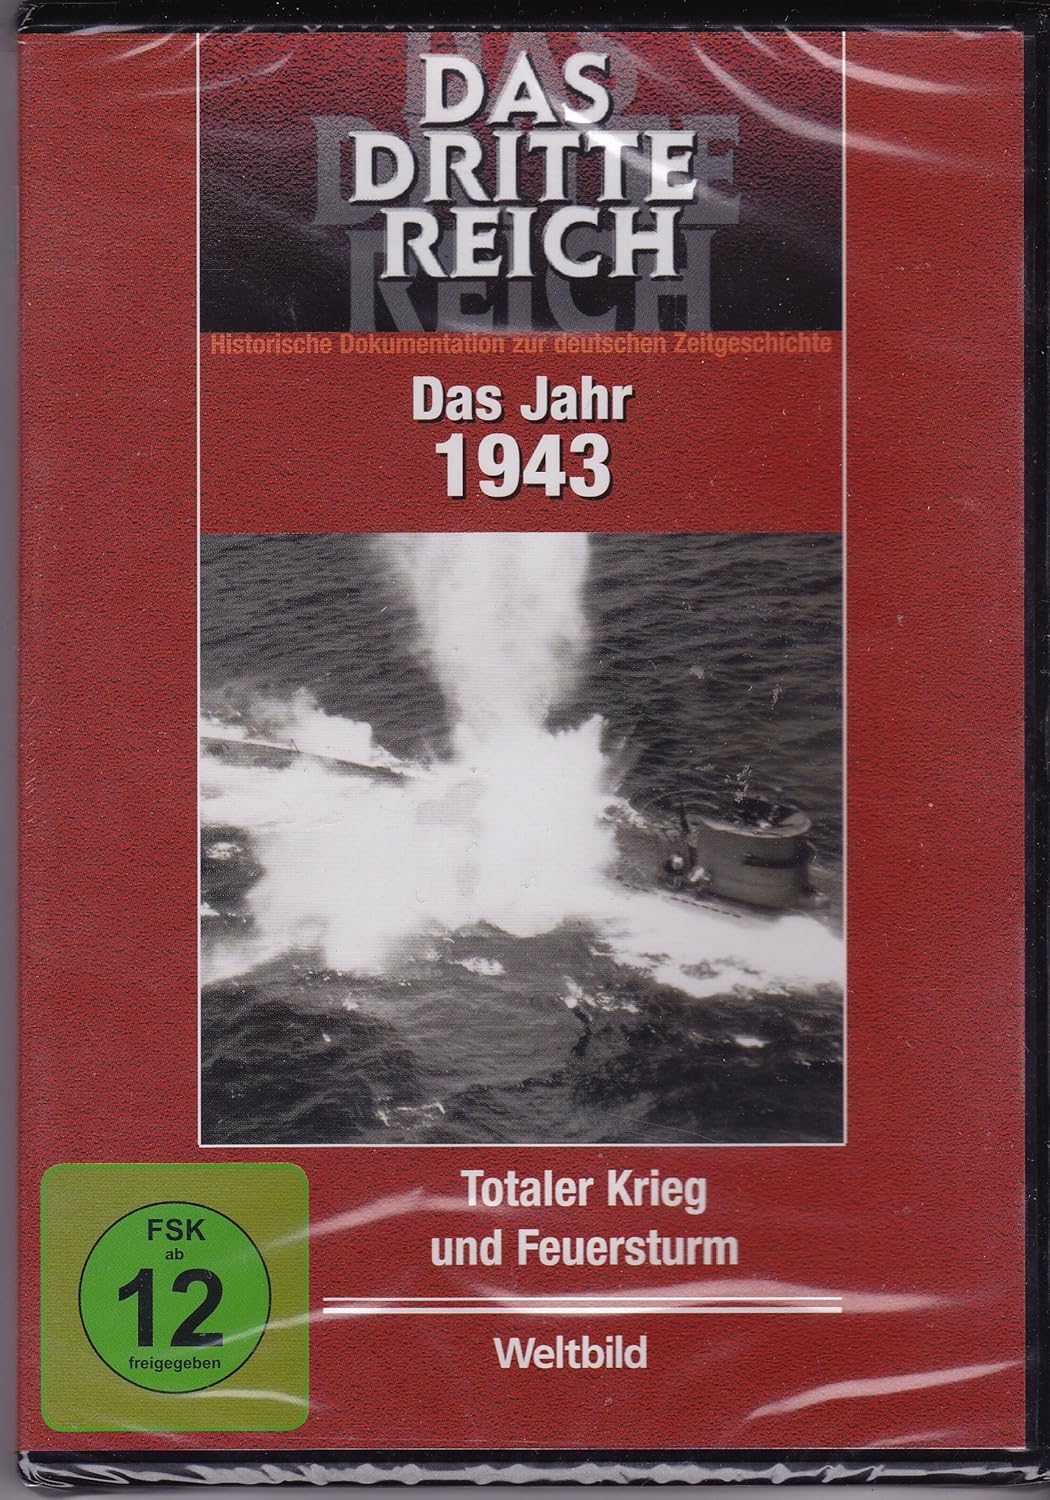 DAS
DRITTE
REICH
Historische Dokumentation zur deutschen Zeitgeschichte
Das Jahr
1943
Totaler Krieg
und Feuersturm
Weltbild
FSK
ab
12
freigegeben